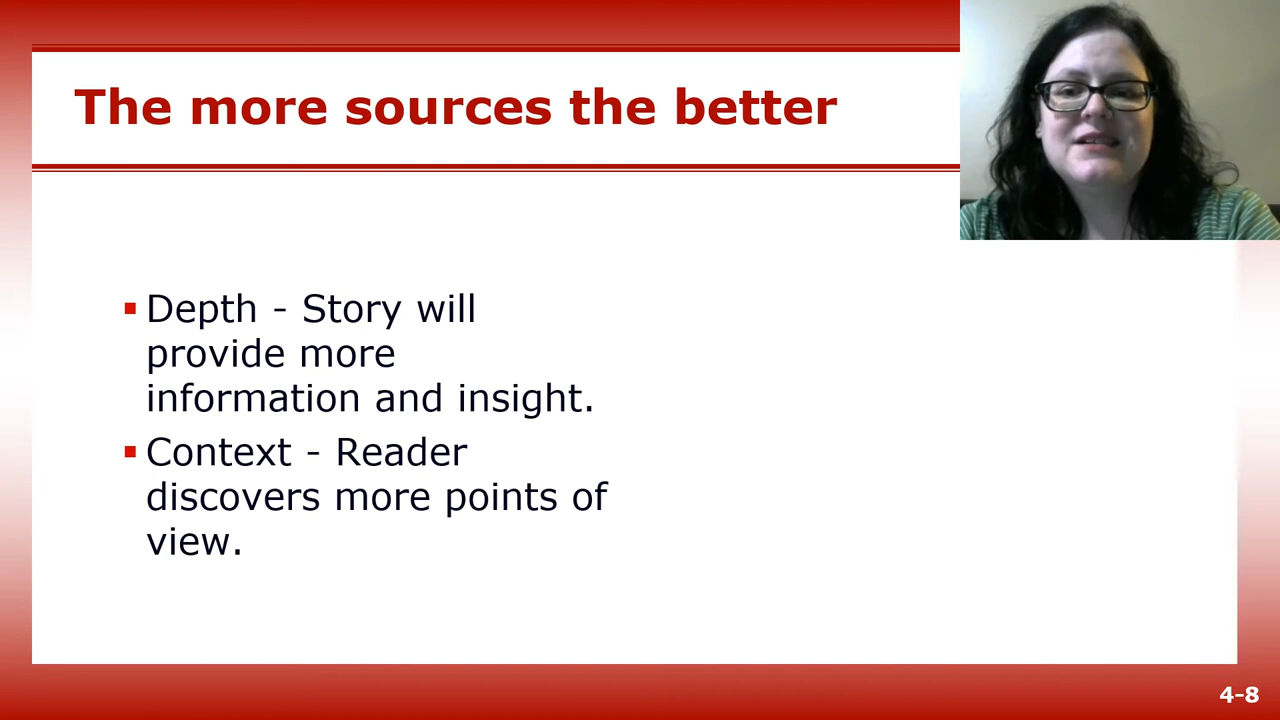 The more sources the better
▪ Depth - Story will
provide more
information and insight.
▪ Context - Reader
discovers more points of
view.
4-8